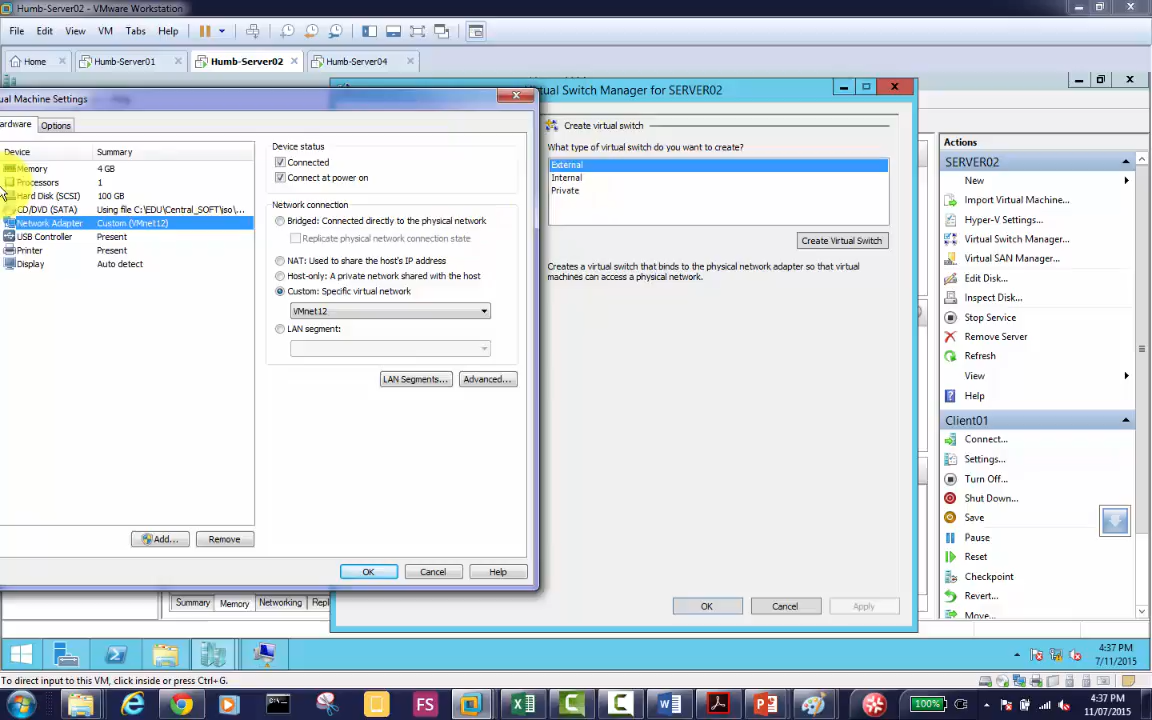 Humb-Server02 - VMware Workstation
File Edit View VM Tabs Help
Home Humb-Server01 Humb-Server02 Humb-Server04
ual Machine Settings
ardware Options
Device Summary
Memory 4 GB
Processors 1
Hard Disk (SCSI) 100 GB
CD/DVD (SATA) Using file C:\EDU\Central_SOFT\iso\...
Network Adapter Custom (VMnet12)
USB Controller Present
Printer Present
Display Auto detect
Add... Remove
Device status
Connected
Connect at power on
Network connection
Bridged: Connected directly to the physical network
Replicate physical network connection state
NAT: Used to share the host's IP address
Host-only: A private network shared with the host
Custom: Specific virtual network
VMnet12
LAN segment:
LAN Segments... Advanced...
OK Cancel Help
irtual Switch Manager for SERVER02
Create virtual switch
What type of virtual switch do you want to create?
External
Internal
Private
Create Virtual Switch
Creates a virtual switch that binds to the physical network adapter so that virtual
machines can access a physical network.
OK Cancel Apply
Actions
SERVER02
New
Import Virtual Machine...
Hyper-V Settings...
Virtual Switch Manager...
Virtual SAN Manager...
Edit Disk...
Inspect Disk...
Stop Service
Remove Server
Refresh
View
Help
Client01
Connect...
Settings...
Turn Off...
Shut Down...
Save
Pause
Reset
Checkpoint
Revert...
Move...
Summary Memory Networking Repl
4:37 PM
7/11/2015
To direct input to this VM, click inside or press Ctrl+G.
FS
100%
4:37 PM
11/07/2015